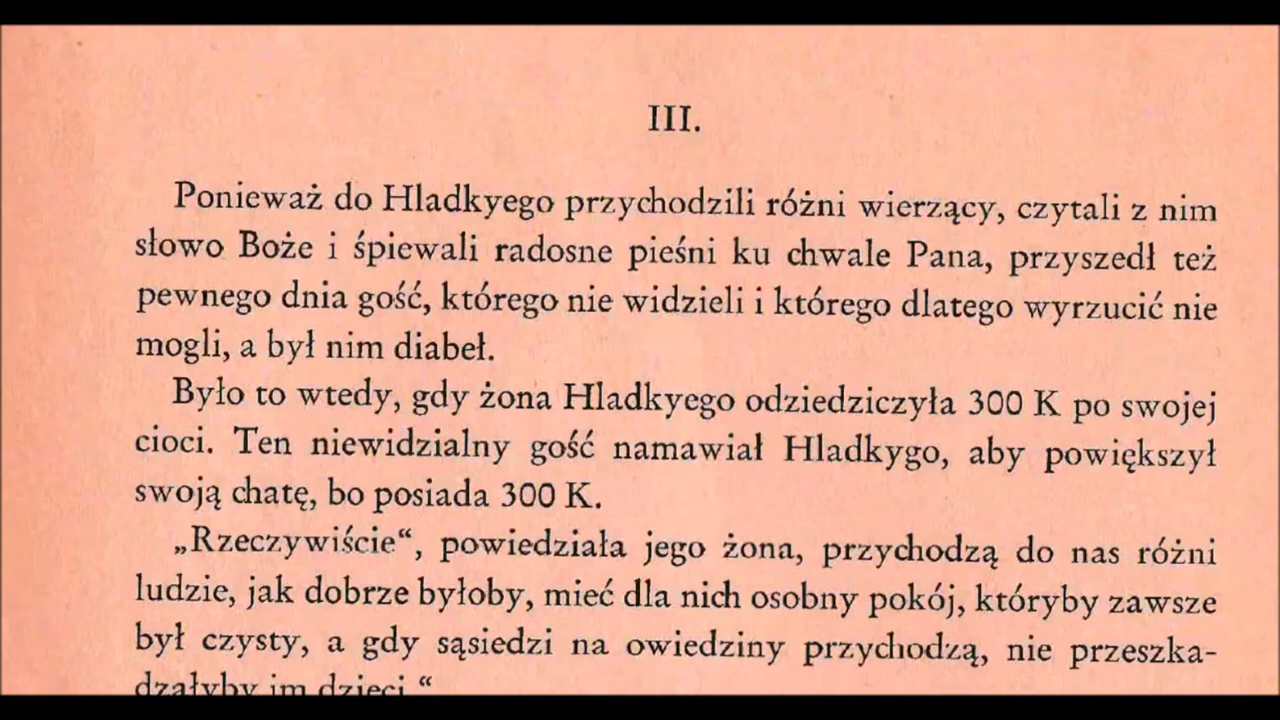 III.
Ponieważ do Hladkyego przychodzili różni wierzący, czytali z nim
słowo Boże i śpiewali radosne pieśni ku chwale Pana, przyszedł też
pewnego dnia gość, którego nie widzieli i którego dlatego wyrzucić nie
mogli, a był nim diabeł.
Było to wtedy, gdy żona Hladkyego odziedziczyła 300 K po swojej
cioci. Ten niewidzialny gość namawiał Hladkygo, aby powiększył
swoją chatę, bo posiada 300 K.
„Rzeczywiście“, powiedziała jego żona, przychodzą do nas różni
ludzie, jak dobrze byłoby, mieć dla nich osobny pokój, któryby zawsze
był czysty, a gdy sąsiedzi na owiedziny przychodzą, nie przeszka-
dzałyby im dzieci.“